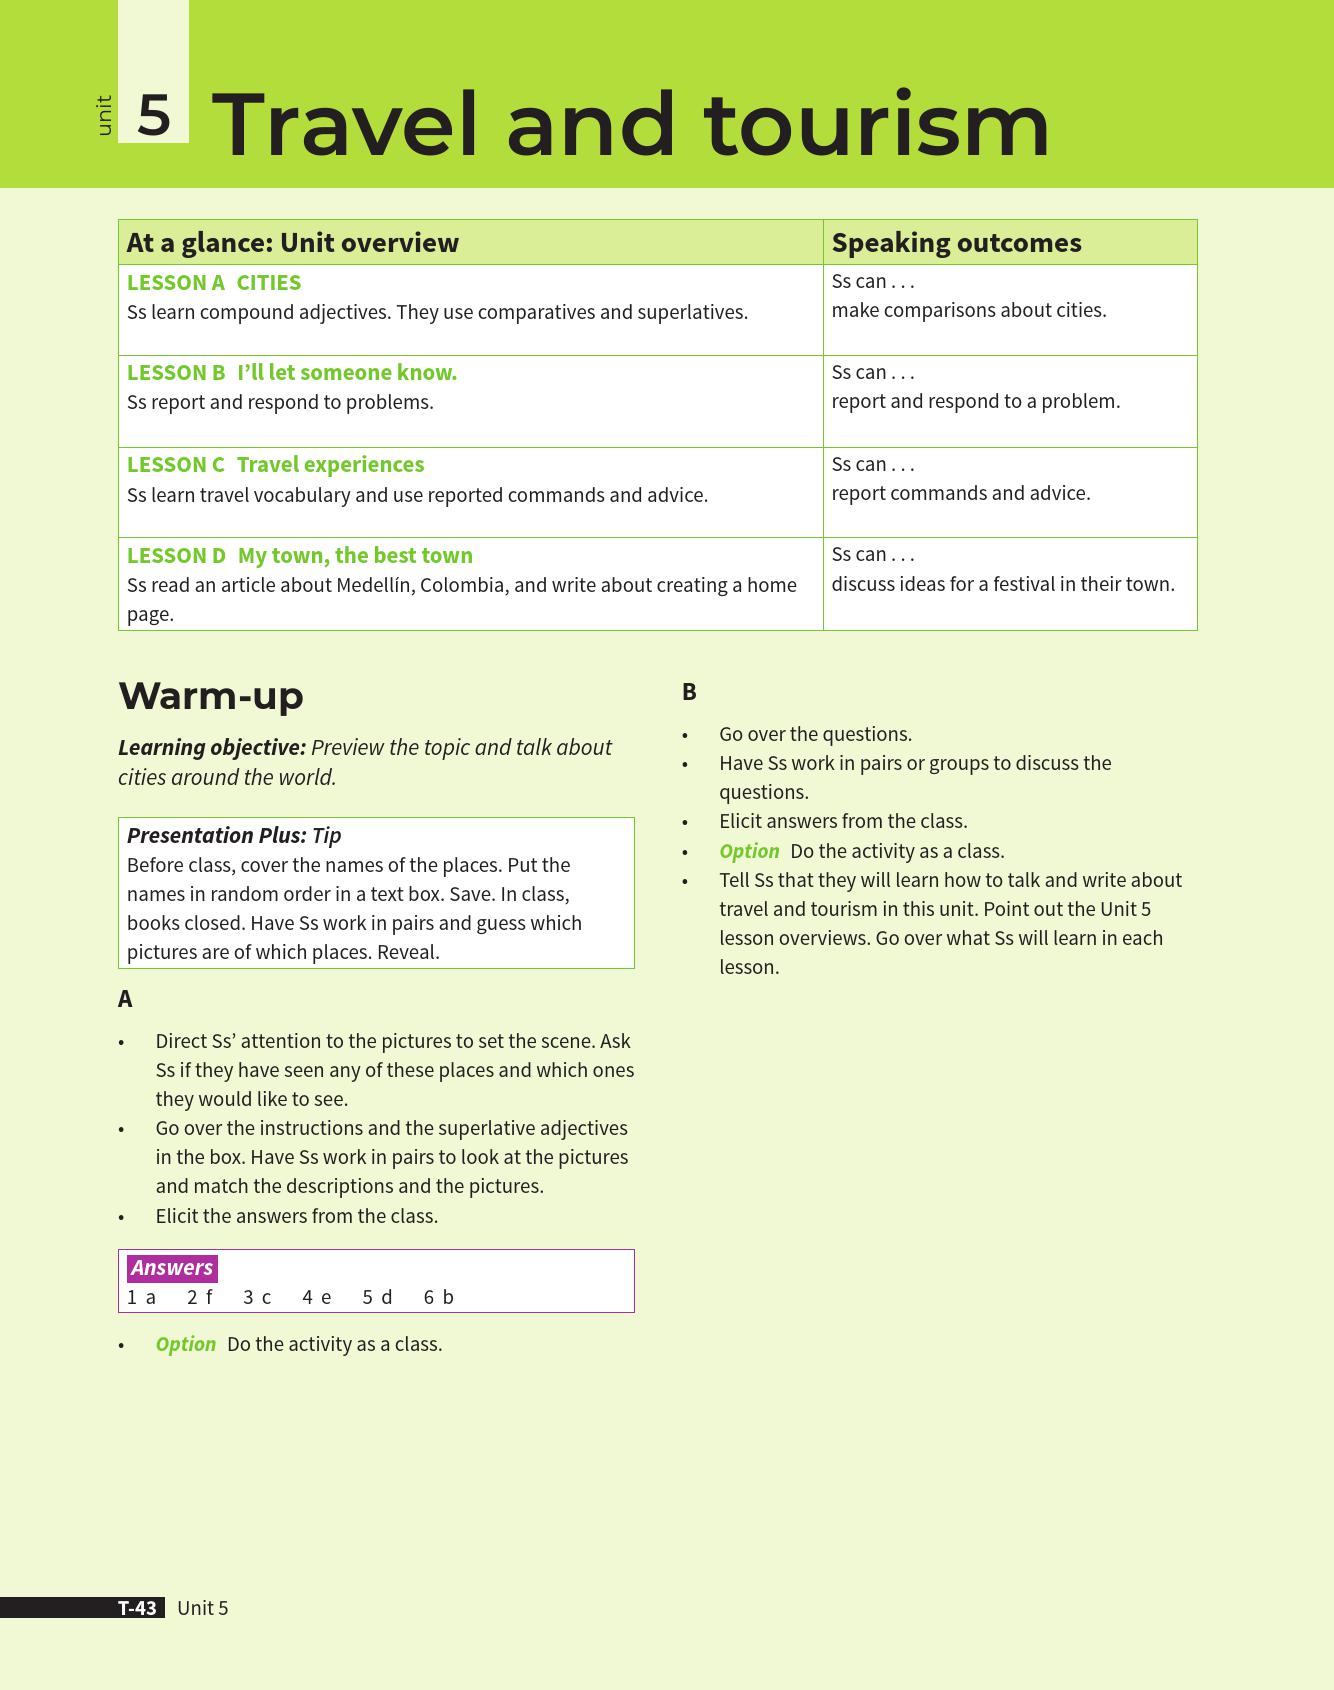 unit
5
Travel and tourism
At a glance: Unit overview
Speaking outcomes
LESSON A CITIES
Ss learn compound adjectives. They use comparatives and superlatives.
Ss can . . .
make comparisons about cities.
LESSON B I’ll let someone know.
Ss report and respond to problems.
Ss can . . .
report and respond to a problem.
LESSON C Travel experiences
Ss learn travel vocabulary and use reported commands and advice.
Ss can . . .
report commands and advice.
LESSON D My town, the best town
Ss read an article about Medellín, Colombia, and write about creating a home
page.
Ss can . . .
discuss ideas for a festival in their town.
Warm-up
Learning objective: Preview the topic and talk about
cities around the world.
Presentation Plus: Tip
Before class, cover the names of the places. Put the
names in random order in a text box. Save. In class,
books closed. Have Ss work in pairs and guess which
pictures are of which places. Reveal.
A
• Direct Ss’ attention to the pictures to set the scene. Ask
Ss if they have seen any of these places and which ones
they would like to see.
• Go over the instructions and the superlative adjectives
in the box. Have Ss work in pairs to look at the pictures
and match the descriptions and the pictures.
• Elicit the answers from the class.
Answers
1 a 2 f 3 c 4 e 5 d 6 b
• Option Do the activity as a class.
B
• Go over the questions.
• Have Ss work in pairs or groups to discuss the
questions.
• Elicit answers from the class.
• Option Do the activity as a class.
• Tell Ss that they will learn how to talk and write about
travel and tourism in this unit. Point out the Unit 5
lesson overviews. Go over what Ss will learn in each
lesson.
T-43 Unit 5